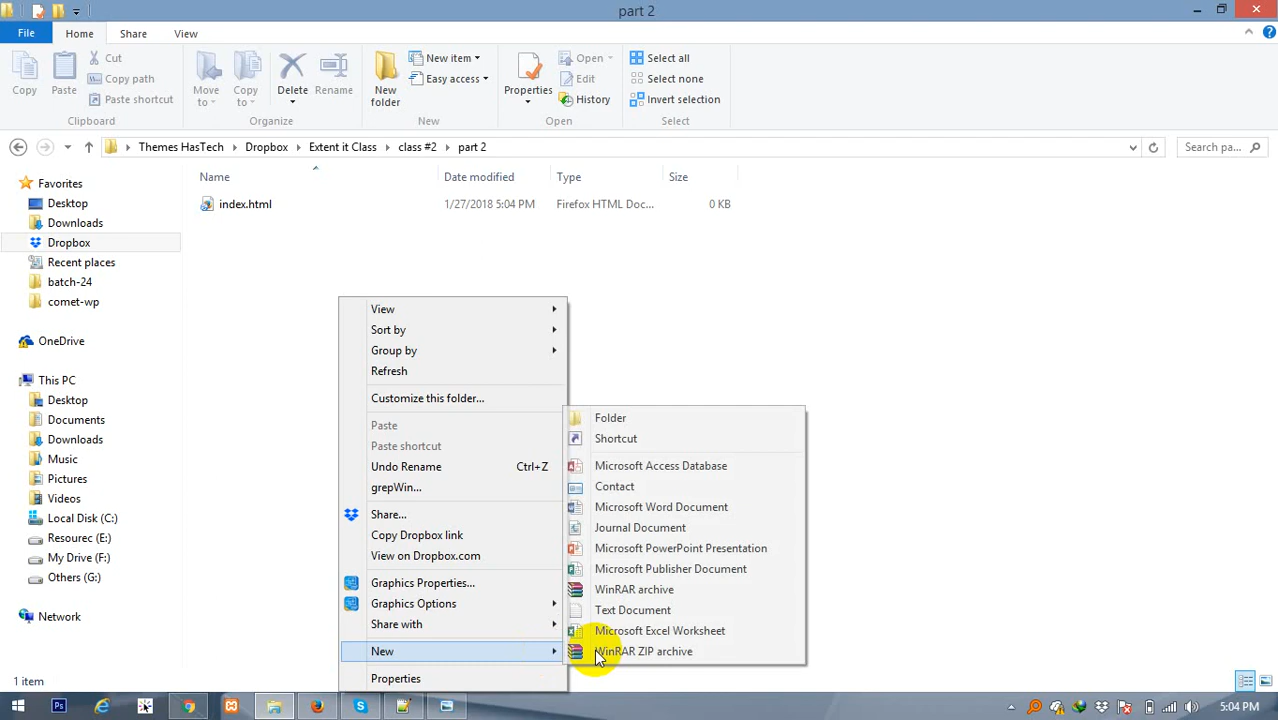 part 2
File
Home
Share
View
Copy
Paste
Cut
Copy path
Paste shortcut
Clipboard
Move to
Copy to
Delete
Rename
Organize
New folder
New item
Easy access
New
Properties
Open
Edit
History
Open
Select all
Select none
Invert selection
Select
Themes HasTech
Dropbox
Extent it Class
class #2
part 2
Search pa...
Favorites
Desktop
Downloads
Dropbox
Recent places
batch-24
comet-wp
OneDrive
This PC
Desktop
Documents
Downloads
Music
Pictures
Videos
Local Disk (C:)
Resourec (E:)
My Drive (F:)
Others (G:)
Network
Name
Date modified
Type
Size
index.html
1/27/2018 5:04 PM
Firefox HTML Doc...
0 KB
View
Sort by
Group by
Refresh
Customize this folder...
Paste
Paste shortcut
Undo Rename Ctrl+Z
grepWin...
Share...
Copy Dropbox link
View on Dropbox.com
Graphics Properties...
Graphics Options
Share with
New
Properties
Folder
Shortcut
Microsoft Access Database
Contact
Microsoft Word Document
Journal Document
Microsoft PowerPoint Presentation
Microsoft Publisher Document
WinRAR archive
Text Document
Microsoft Excel Worksheet
WinRAR ZIP archive
1 item
5:04 PM